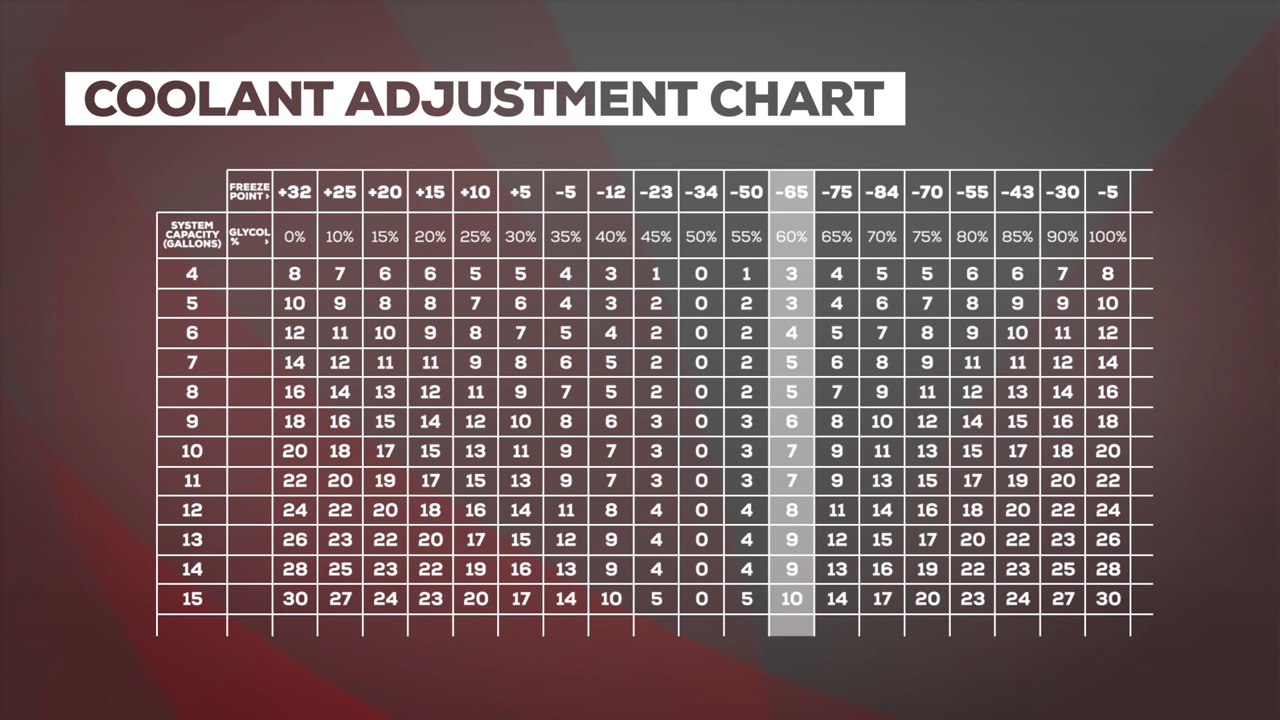 COOLANT ADJUSTMENT CHART
FREEZE POINT › +32 +25 +20 +15 +10 +5 -5 -12 -23 -34 -50 -65 -75 -84 -70 -55 -43 -30 -5
SYSTEM CAPACITY (GALLONS) GLYCOL % › 0% 10% 15% 20% 25% 30% 35% 40% 45% 50% 55% 60% 65% 70% 75% 80% 85% 90% 100%
4 8 7 6 6 5 5 4 3 1 0 1 3 4 5 5 6 6 7 8
5 10 9 8 8 7 6 4 3 2 0 2 3 4 6 7 8 9 9 10
6 12 11 10 9 8 7 5 4 2 0 2 4 5 7 8 9 10 11 12
7 14 12 11 11 9 8 6 5 2 0 2 5 6 8 9 11 11 12 14
8 16 14 13 12 11 9 7 5 2 0 2 5 7 9 11 12 13 14 16
9 18 16 15 14 12 10 8 6 3 0 3 6 8 10 12 14 15 16 18
10 20 18 17 15 13 11 9 7 3 0 3 7 9 11 13 15 17 18 20
11 22 20 19 17 15 13 9 7 3 0 3 7 9 13 15 17 19 20 22
12 24 22 20 18 16 14 11 8 4 0 4 8 11 14 16 18 20 22 24
13 26 23 22 20 17 15 12 9 4 0 4 9 12 15 17 20 22 23 26
14 28 25 23 22 19 16 13 9 4 0 4 9 13 16 19 22 23 25 28
15 30 27 24 23 20 17 14 10 5 0 5 10 14 17 20 23 24 27 30